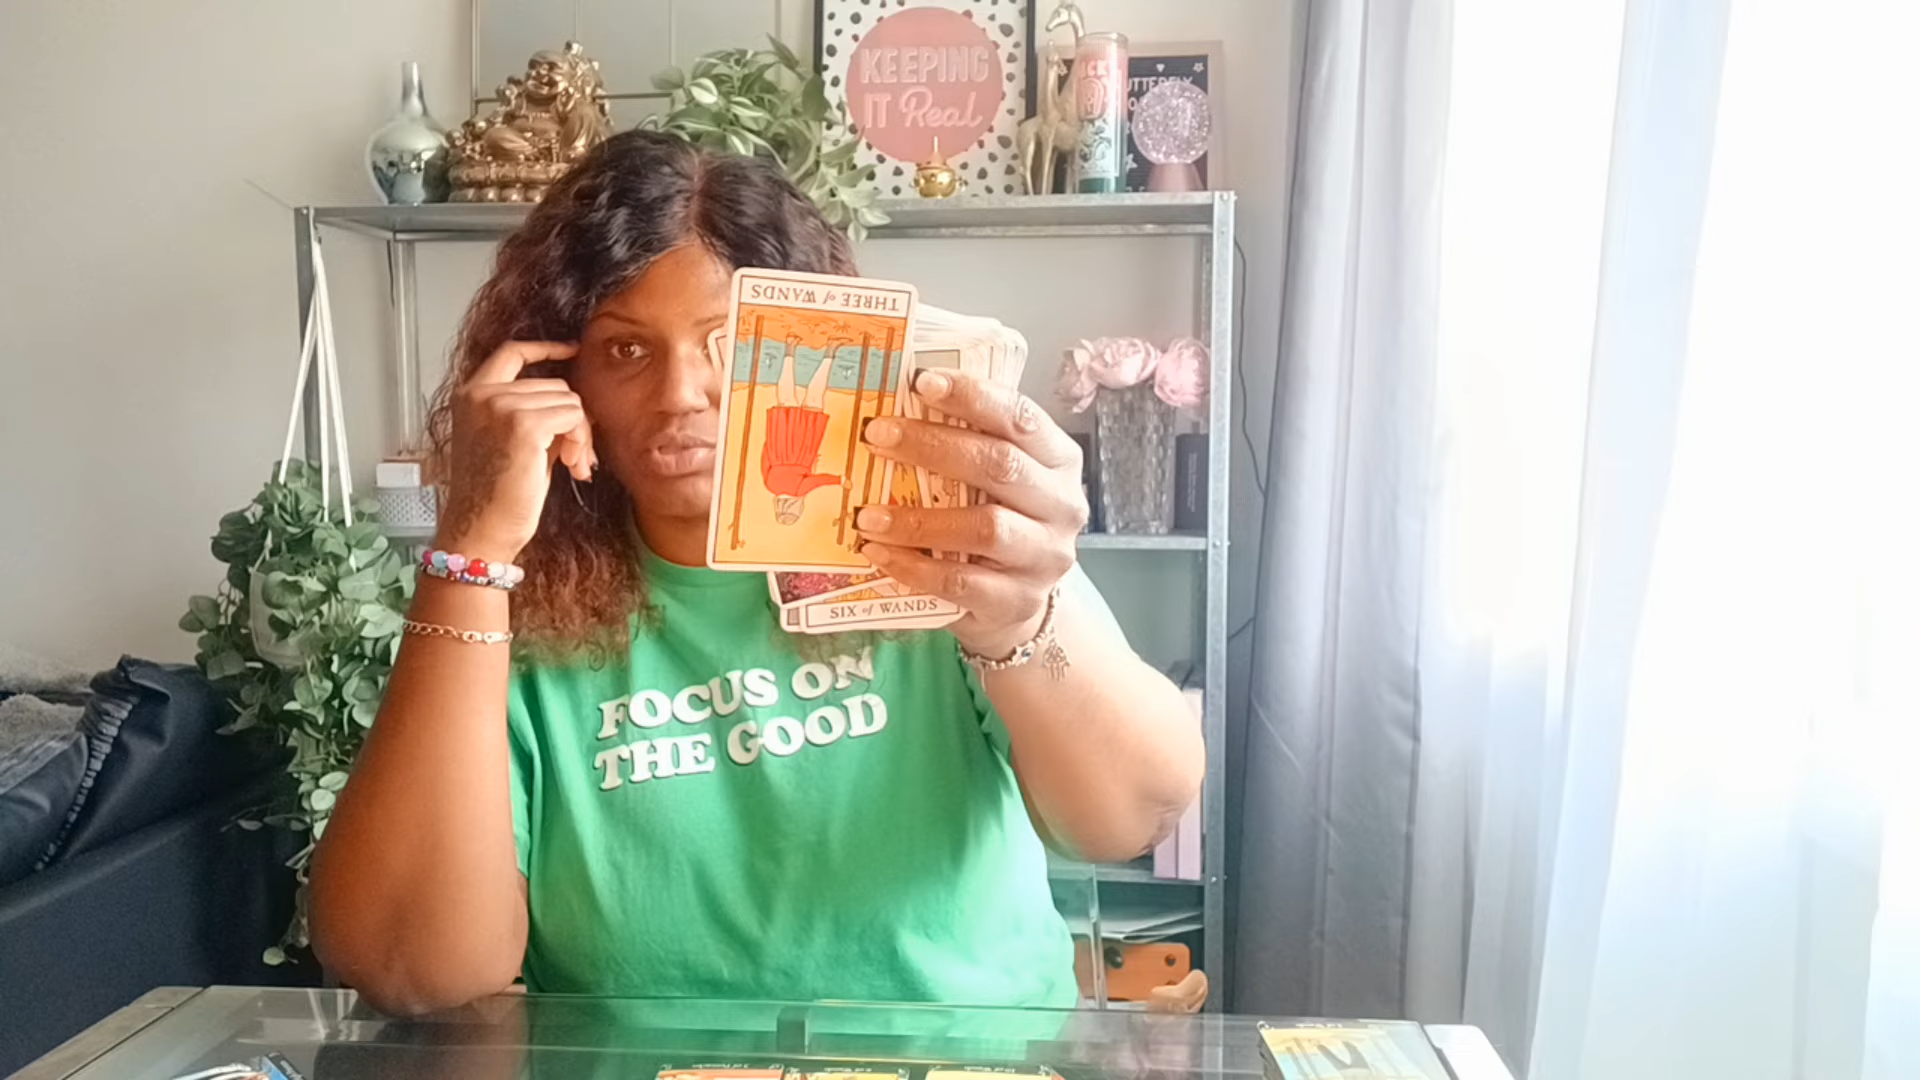 KEEPING
IT Real
THREE of WANDS
SIX of WANDS
FOCUS ON
THE GOOD